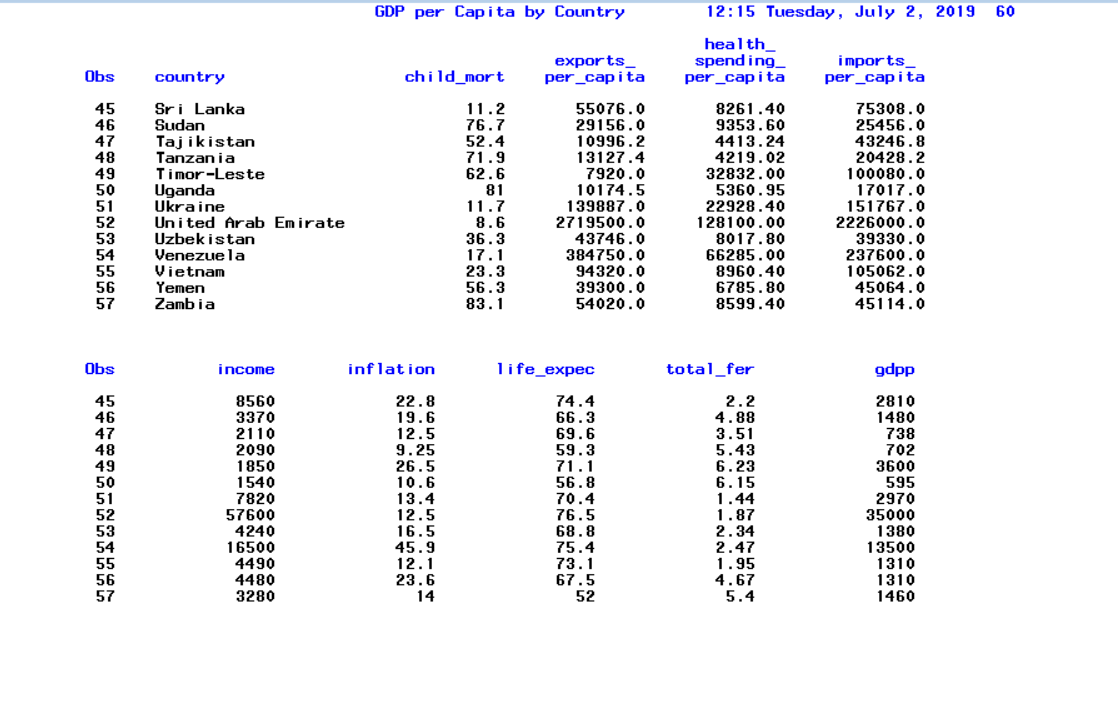 GDP per Capita by Country 12:15 Tuesday, July 2, 2019 60
health_
exports_ spending_ imports_
Obs country child_mort per_capita per_capita per_capita
45 Sri Lanka 11.2 55076.0 8261.40 75308.0
46 Sudan 76.7 29156.0 9353.60 25456.0
47 Tajikistan 52.4 10996.2 4413.24 43246.8
48 Tanzania 71.9 13127.4 4219.02 20428.2
49 Timor-Leste 62.6 7920.0 32832.00 100080.0
50 Uganda 81 10174.5 5360.95 17017.0
51 Ukraine 11.7 139887.0 22928.40 151767.0
52 United Arab Emirate 8.6 2719500.0 128100.00 2226000.0
53 Uzbekistan 36.3 43746.0 8017.80 39330.0
54 Venezuela 17.1 384750.0 66285.00 237600.0
55 Vietnam 23.3 94320.0 8960.40 105062.0
56 Yemen 56.3 39300.0 6785.80 45064.0
57 Zambia 83.1 54020.0 8599.40 45114.0
Obs income inflation life_expec total_fer gdpp
45 8560 22.8 74.4 2.2 2810
46 3370 19.6 66.3 4.88 1480
47 2110 12.5 69.6 3.51 738
48 2090 9.25 59.3 5.43 702
49 1850 26.5 71.1 6.23 3600
50 1540 10.6 56.8 6.15 595
51 7820 13.4 70.4 1.44 2970
52 57600 12.5 76.5 1.87 35000
53 4240 16.5 68.8 2.34 1380
54 16500 45.9 75.4 2.47 13500
55 4490 12.1 73.1 1.95 1310
56 4480 23.6 67.5 4.67 1310
57 3280 14 52 5.4 1460